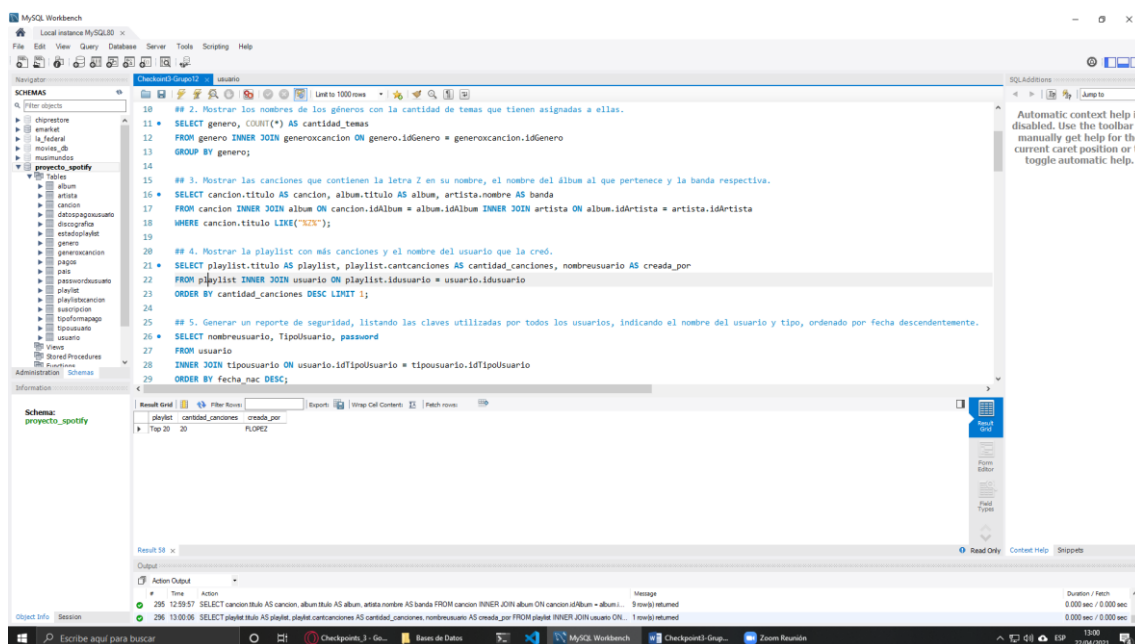 MySQL Workbench
Local instance MySQL80 ×
File Edit View Query Database Server Tools Scripting Help
Navigator
SCHEMAS
Filter objects
chiprestore
emarket
la_federal
movies_db
musimundos
proyecto_spotify
Tables
album
artista
cancion
datospagoxusuario
discografica
estadoplaylist
genero
generoxcancion
pagos
pais
passwordxusuario
playlist
playlistxcancion
suscripcion
tipoformapago
tipousuario
usuario
Views
Stored Procedures
Functions
Administration Schemas
Information
Schema:
proyecto_spotify
Object Info Session
Checkpoint3-Grupo12 × usuario
Limit to 1000 rows
10 ## 2. Mostrar los nombres de los géneros con la cantidad de temas que tienen asignadas a ellas.
11 SELECT genero, COUNT(*) AS cantidad_temas
12 FROM genero INNER JOIN generoxcancion ON genero.idGenero = generoxcancion.idGenero
13 GROUP BY genero;
14
15 ## 3. Mostrar las canciones que contienen la letra Z en su nombre, el nombre del álbum al que pertenece y la banda respectiva.
16 SELECT cancion.titulo AS cancion, album.titulo AS album, artista.nombre AS banda
17 FROM cancion INNER JOIN album ON cancion.idAlbum = album.idAlbum INNER JOIN artista ON album.idArtista = artista.idArtista
18 WHERE cancion.titulo LIKE("%Z%");
19
20 ## 4. Mostrar la playlist con más canciones y el nombre del usuario que la creó.
21 SELECT playlist.titulo AS playlist, playlist.cantcanciones AS cantidad_canciones, nombreusuario AS creada_por
22 FROM playlist INNER JOIN usuario ON playlist.idusuario = usuario.idusuario
23 ORDER BY cantidad_canciones DESC LIMIT 1;
24
25 ## 5. Generar un reporte de seguridad, listando las claves utilizadas por todos los usuarios, indicando el nombre del usuario y tipo, ordenado por fecha descendentemente.
26 SELECT nombreusuario, TipoUsuario, password
27 FROM usuario
28 INNER JOIN tipousuario ON usuario.idTipoUsuario = tipousuario.idTipoUsuario
29 ORDER BY fecha_nac DESC;
Result Grid Filter Rows: Export: Wrap Cell Content: Fetch rows:
playlist cantidad_canciones creada_por
Top 20 20 FLOPEZ
Result Grid
Form Editor
Field Types
Result 58 ×
Read Only
Output
Action Output
# Time Action Message Duration / Fetch
295 12:59:57 SELECT cancion.titulo AS cancion, album.titulo AS album, artista.nombre AS banda FROM cancion INNER JOIN album ON cancion.idAlbum = album.i... 9 row(s) returned 0.000 sec / 0.000 sec
296 13:00:06 SELECT playlist.titulo AS playlist, playlist.cantcanciones AS cantidad_canciones, nombreusuario AS creada_por FROM playlist INNER JOIN usuario ON... 1 row(s) returned 0.000 sec / 0.000 sec
SQLAdditions
Jump to
Automatic context help i
disabled. Use the toolbar
manually get help for th
current caret position or t
toggle automatic help.
Context Help Snippets
Escribe aquí para buscar
Checkpoints_3 - Go...
Bases de Datos
MySQL Workbench
Checkpoint3-Grup...
Zoom Reunión
ESP
13:00
22/04/2021